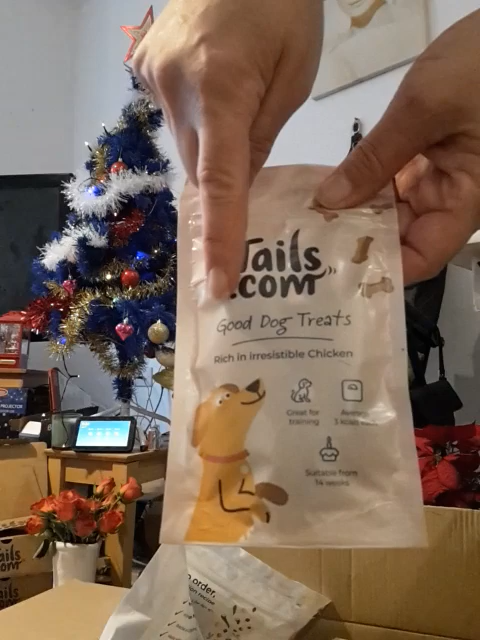 Tails
.com
Good Dog Treats
Rich in irresistible Chicken
Great for
training
Suitable from
14 weeks
order,